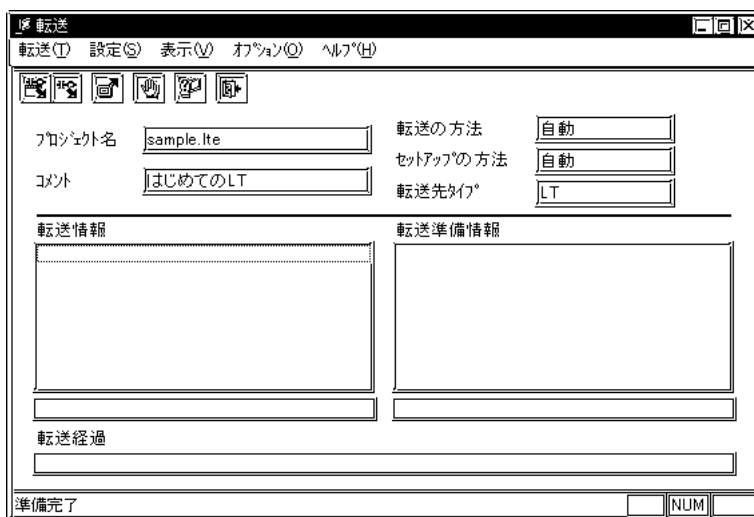 転送
転送(T) 設定(S) 表示(V) ｵﾌﾟｼｮﾝ(O) ﾍﾙﾌﾟ(H)
ﾌﾟﾛｼﾞｪｸﾄ名 sample.lte
ｺﾒﾝﾄ はじめてのLT
転送の方法 自動
ｾｯﾄｱｯﾌﾟの方法 自動
転送先ﾀｲﾌﾟ LT
転送情報 転送準備情報
転送経過
準備完了 NUM